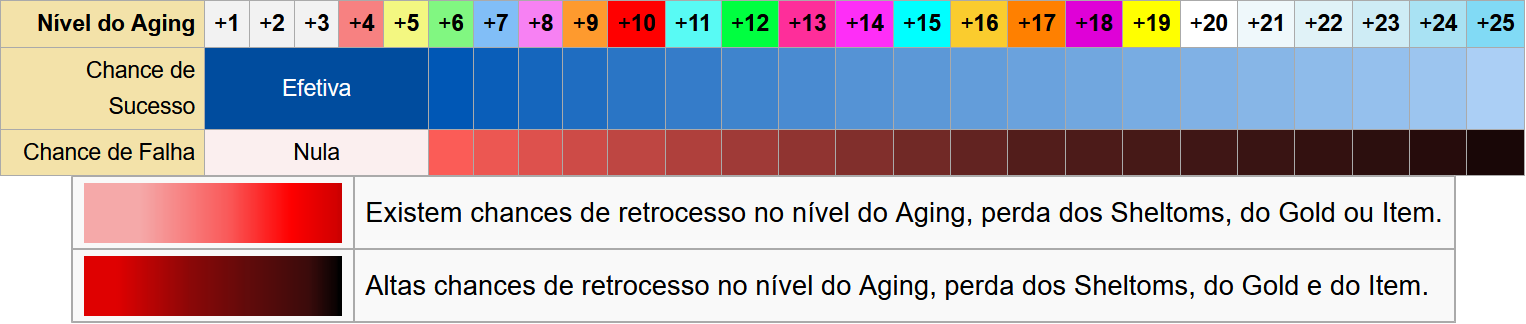 Nível do Aging +1 +2 +3 +4 +5 +6 +7 +8 +9 +10 +11 +12 +13 +14 +15 +16 +17 +18 +19 +20 +21 +22 +23 +24 +25
Chance de
Sucesso
Efetiva
Chance de Falha Nula
Existem chances de retrocesso no nível do Aging, perda dos Sheltoms, do Gold ou Item.
Altas chances de retrocesso no nível do Aging, perda dos Sheltoms, do Gold e do Item.